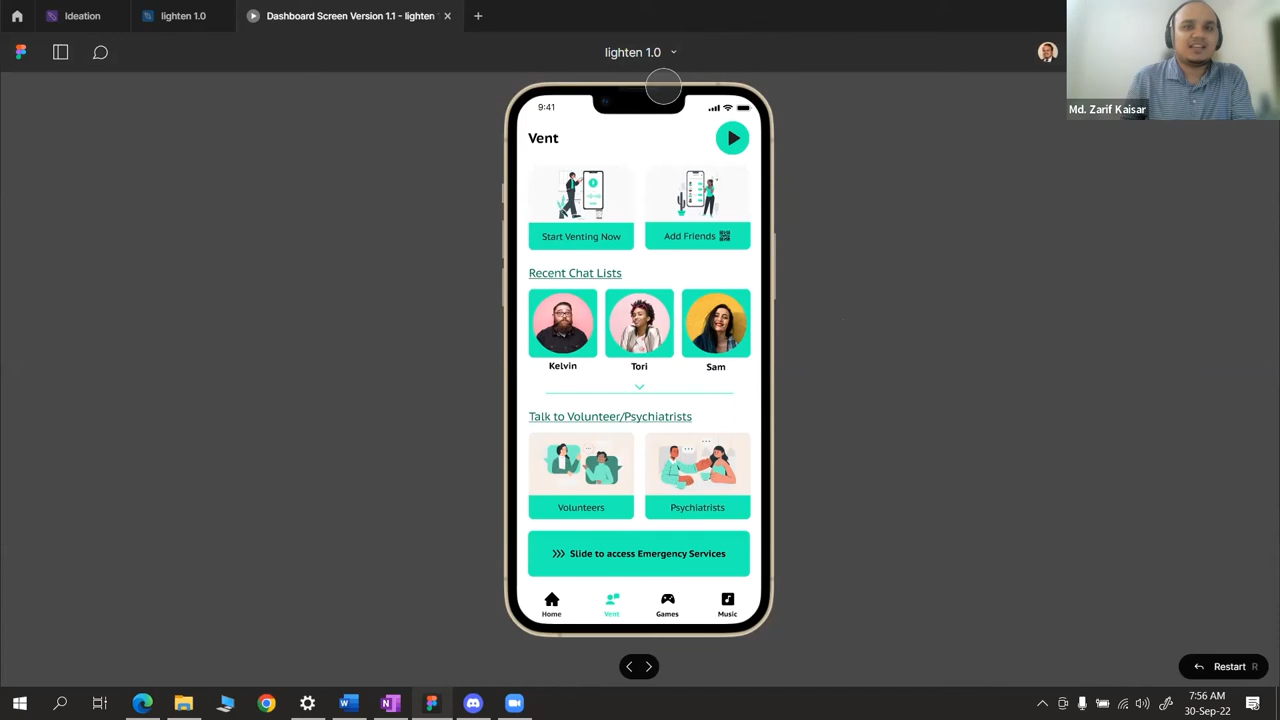 Ideation
lighten 1.0
Dashboard Screen Version 1.1 - lighten
lighten 1.0
Md. Zarif Kaisar
9:41
Vent
Start Venting Now
Add Friends
Recent Chat Lists
Kelvin
Tori
Sam
Talk to Volunteer/Psychiatrists
Volunteers
Psychiatrists
Slide to access Emergency Services
Home
Vent
Games
Music
Restart R
7:56 AM
30-Sep-22